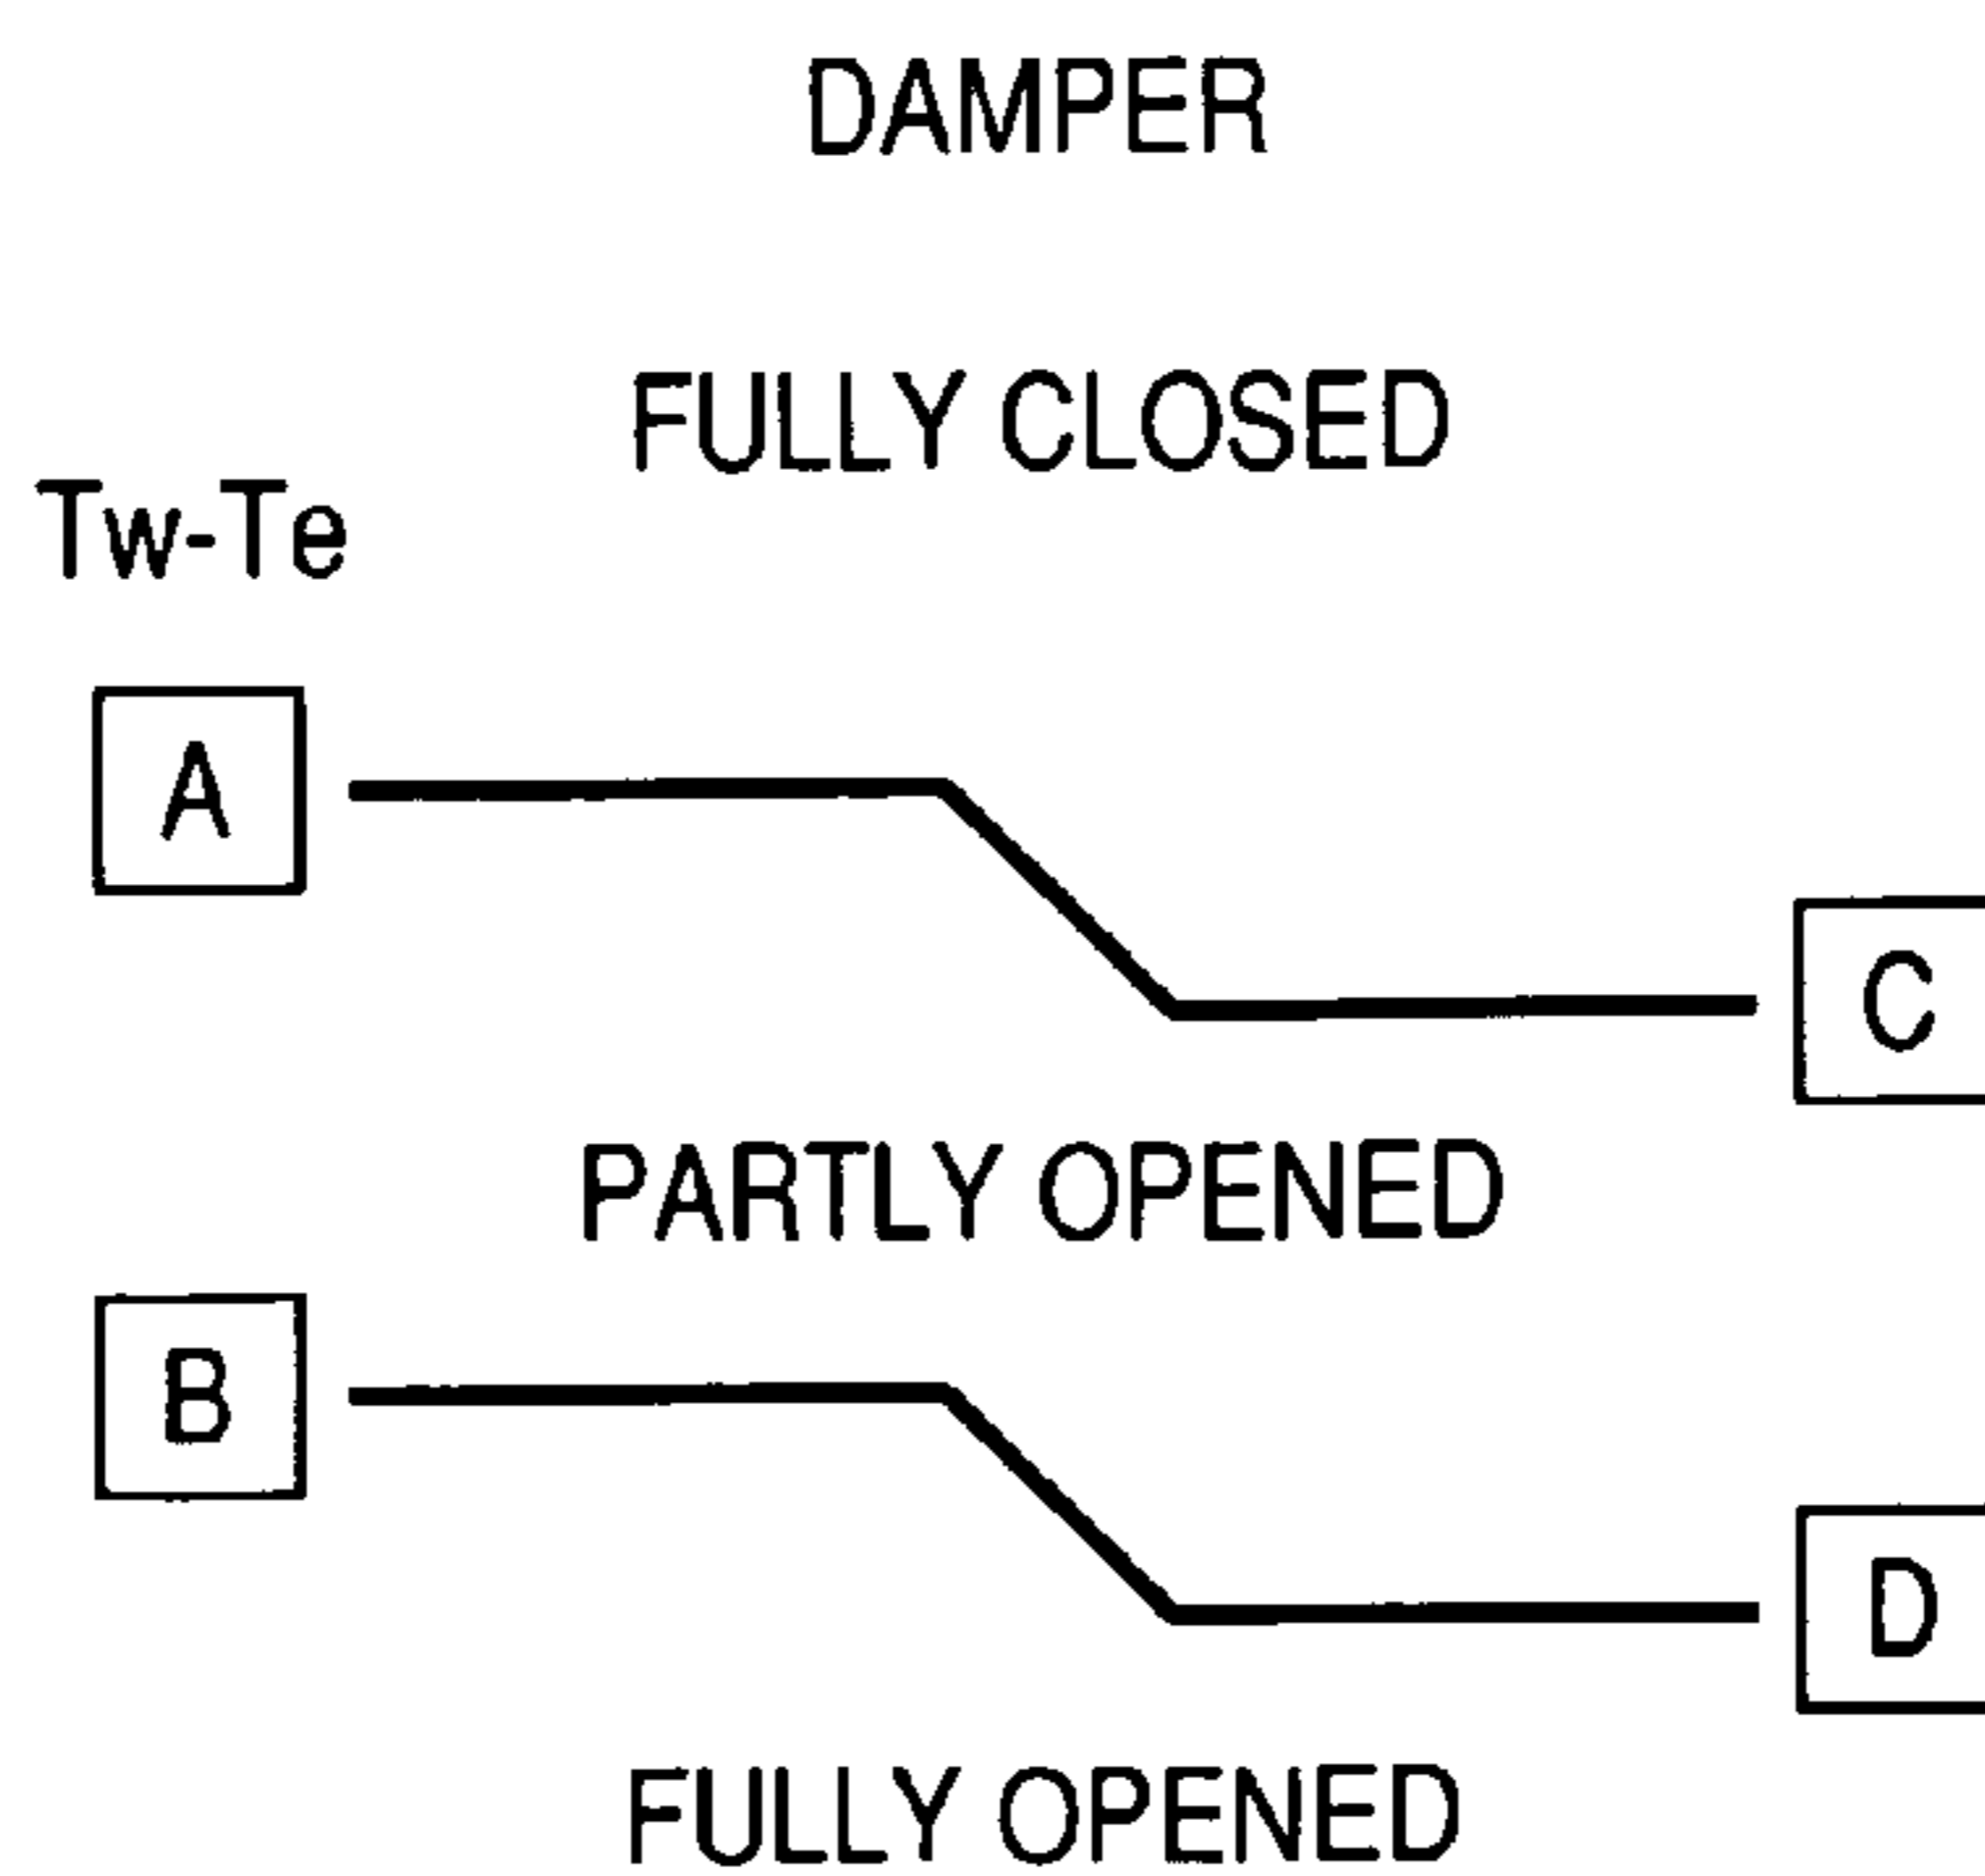 DAMPER
FULLY CLOSED
Tw-Te
A
C
PARTLY OPENED
B
D
FULLY OPENED